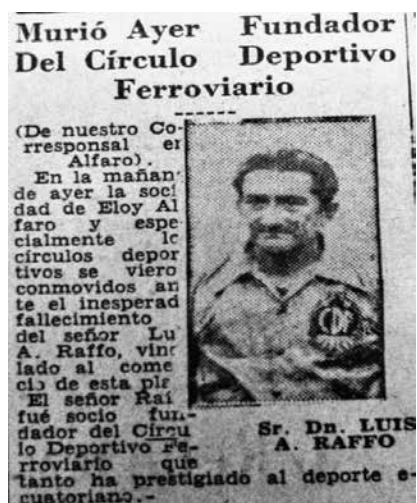 Murió Ayer Fundador
Del Círculo Deportivo
Ferroviario
(De nuestro Co-
rresponsal en
Alfaro).
En la mañan
de ayer la soci
dad de Eloy Al
faro y espe-
cialmente lo
círculos depor
tivos se viero
conmovidos an
te el inesperad
fallecimiento
del señor Lu
A. Raffo, vinc
lado al come
cio de esta pl
El señor Raf
fué socio fun-
dador del Círcu
lo Deportivo Fe-
rroviario que
tanto ha prestigiado al deporte e-
cuatoriano.-
CDF
Sr. Dn. LUIS
A. RAFFO